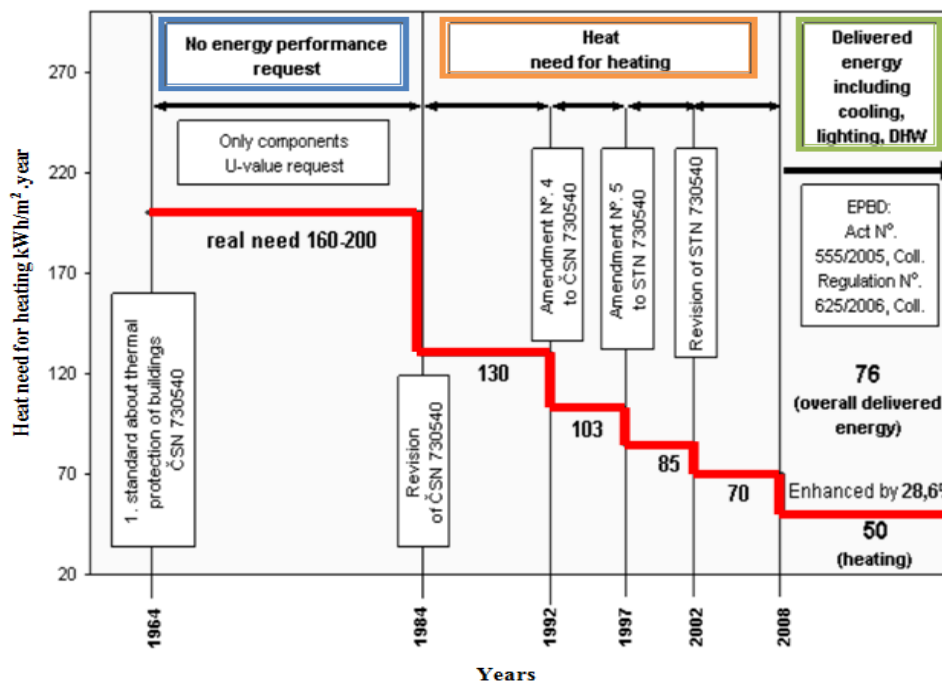 No energy performance
request
Heat
need for heating
Delivered
energy
including
cooling,
lighting, DHW
Only components
U-value request
EPBD:
Act Nº.
555/2005, Coll.
Regulation Nº.
625/2006, Coll.
real need 160-200
1. standard about thermal
protection of buildings
ČSN 730540
Revision
of ČSN 730540
Amendment Nº. 4
to ČSN 730540
Amendment Nº. 5
to STN 730540
Revision of STN 730540
130
103
85
70
76
(overall delivered
energy)
Enhanced by 28,6%
50
(heating)
Heat need for heating kWh/m² .year
270
220
170
120
70
20
1964
1984
1992
1997
2002
2008
Years